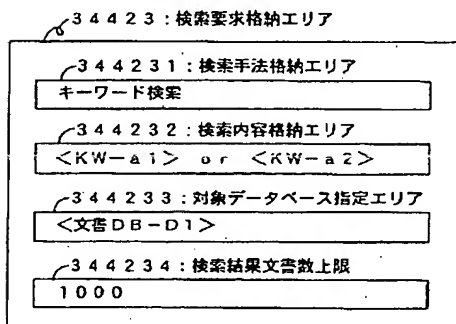 34423:検索要求格納エリア
344231:検索手法格納エリア
キーワード検索
344232:検索内容格納エリア
<KW-a1> or <KW-a2>
344233:対象データベース指定エリア
<文書DB-D1>
344234:検索結果文書数上限
1000